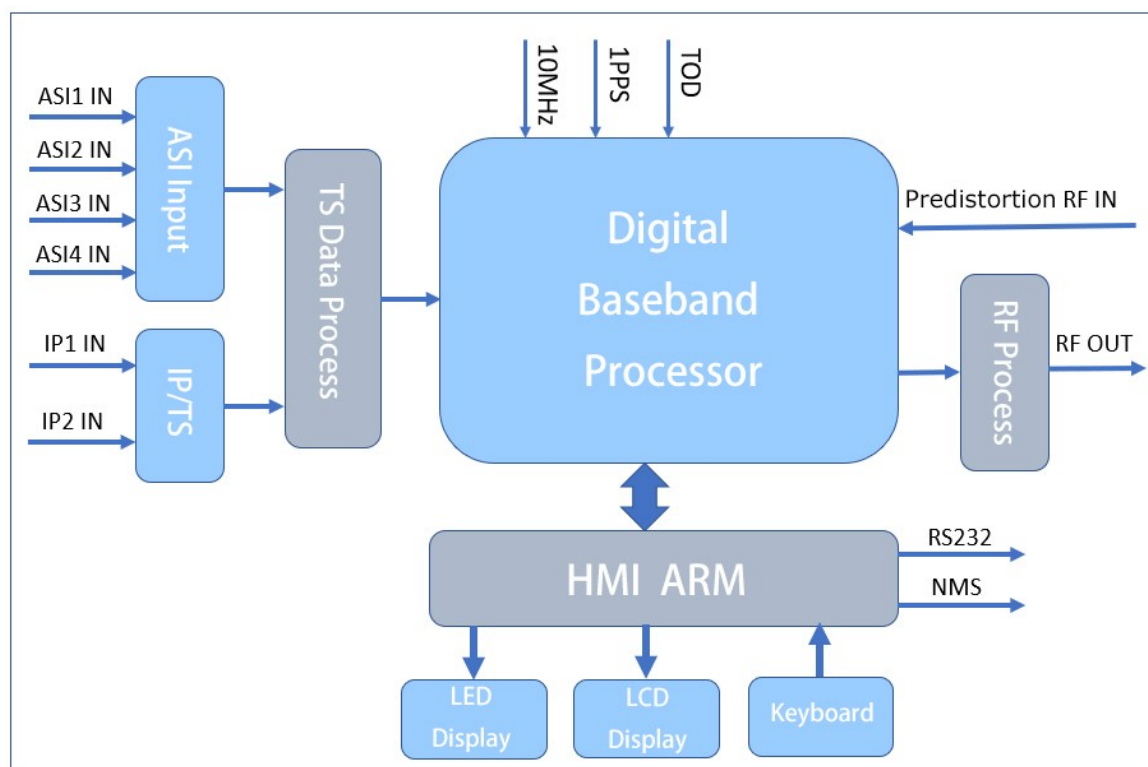 10MHz
1PPS
TOD
ASI1 IN
ASI2 IN
ASI3 IN
ASI4 IN
ASI Input
IP1 IN
IP2 IN
IP/TS
TS Data Process
Digital
Baseband
Processor
Predistortion RF IN
RF Process
RF OUT
HMI ARM
RS232
NMS
LED
Display
LCD
Display
Keyboard